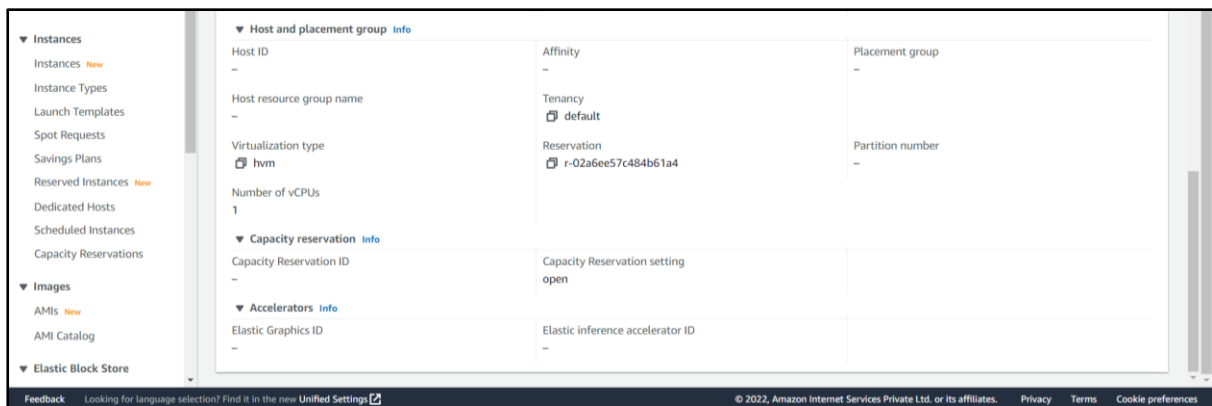 ▼ Instances
Instances New
Instance Types
Launch Templates
Spot Requests
Savings Plans
Reserved Instances New
Dedicated Hosts
Scheduled Instances
Capacity Reservations
▼ Images
AMIs New
AMI Catalog
▼ Elastic Block Store
▼ Host and placement group Info
Host ID Affinity Placement group
– – –
Host resource group name Tenancy
– default
Virtualization type Reservation Partition number
hvm r-02a6ee57c484b61a4 –
Number of vCPUs
1
▼ Capacity reservation Info
Capacity Reservation ID Capacity Reservation setting
– open
▼ Accelerators Info
Elastic Graphics ID Elastic inference accelerator ID
– –
Feedback Looking for language selection? Find it in the new Unified Settings © 2022, Amazon Internet Services Private Ltd. or its affiliates. Privacy Terms Cookie preferences